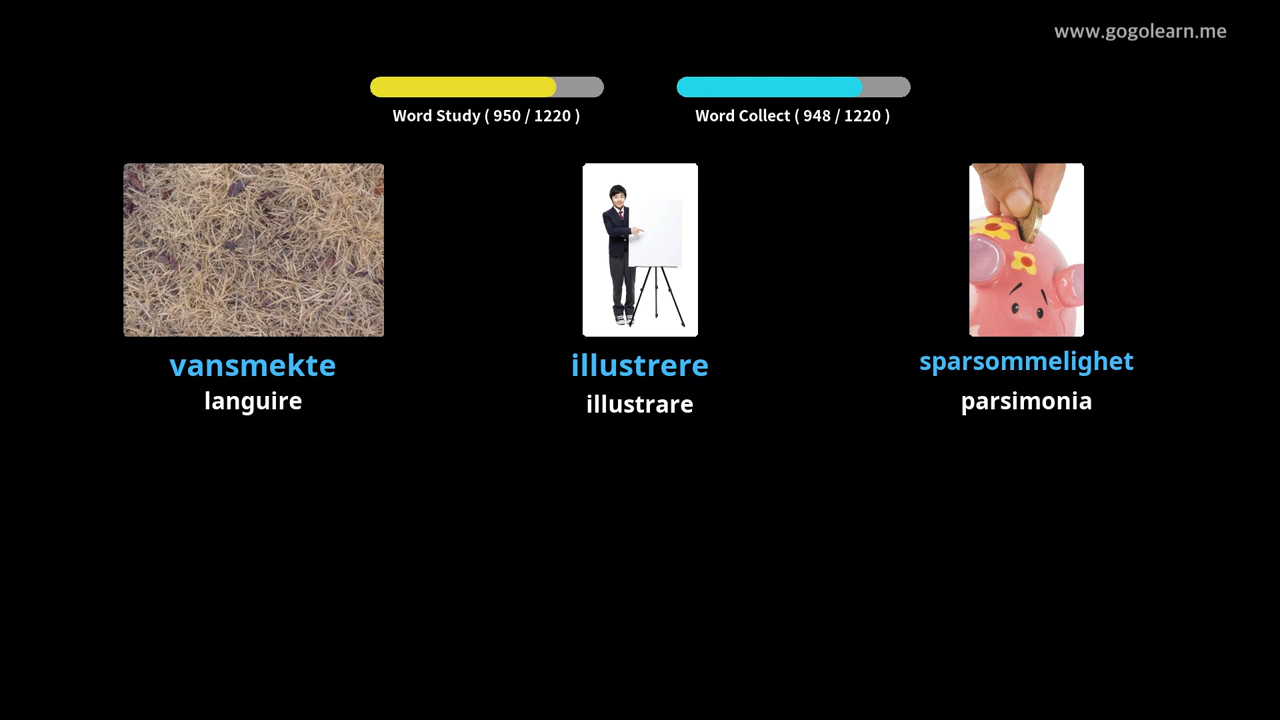 www.gogolearn.me
Word Study ( 950 / 1220 )
Word Collect ( 948 / 1220 )
vansmekte
languire
illustrere
illustrare
sparsommelighet
parsimonia